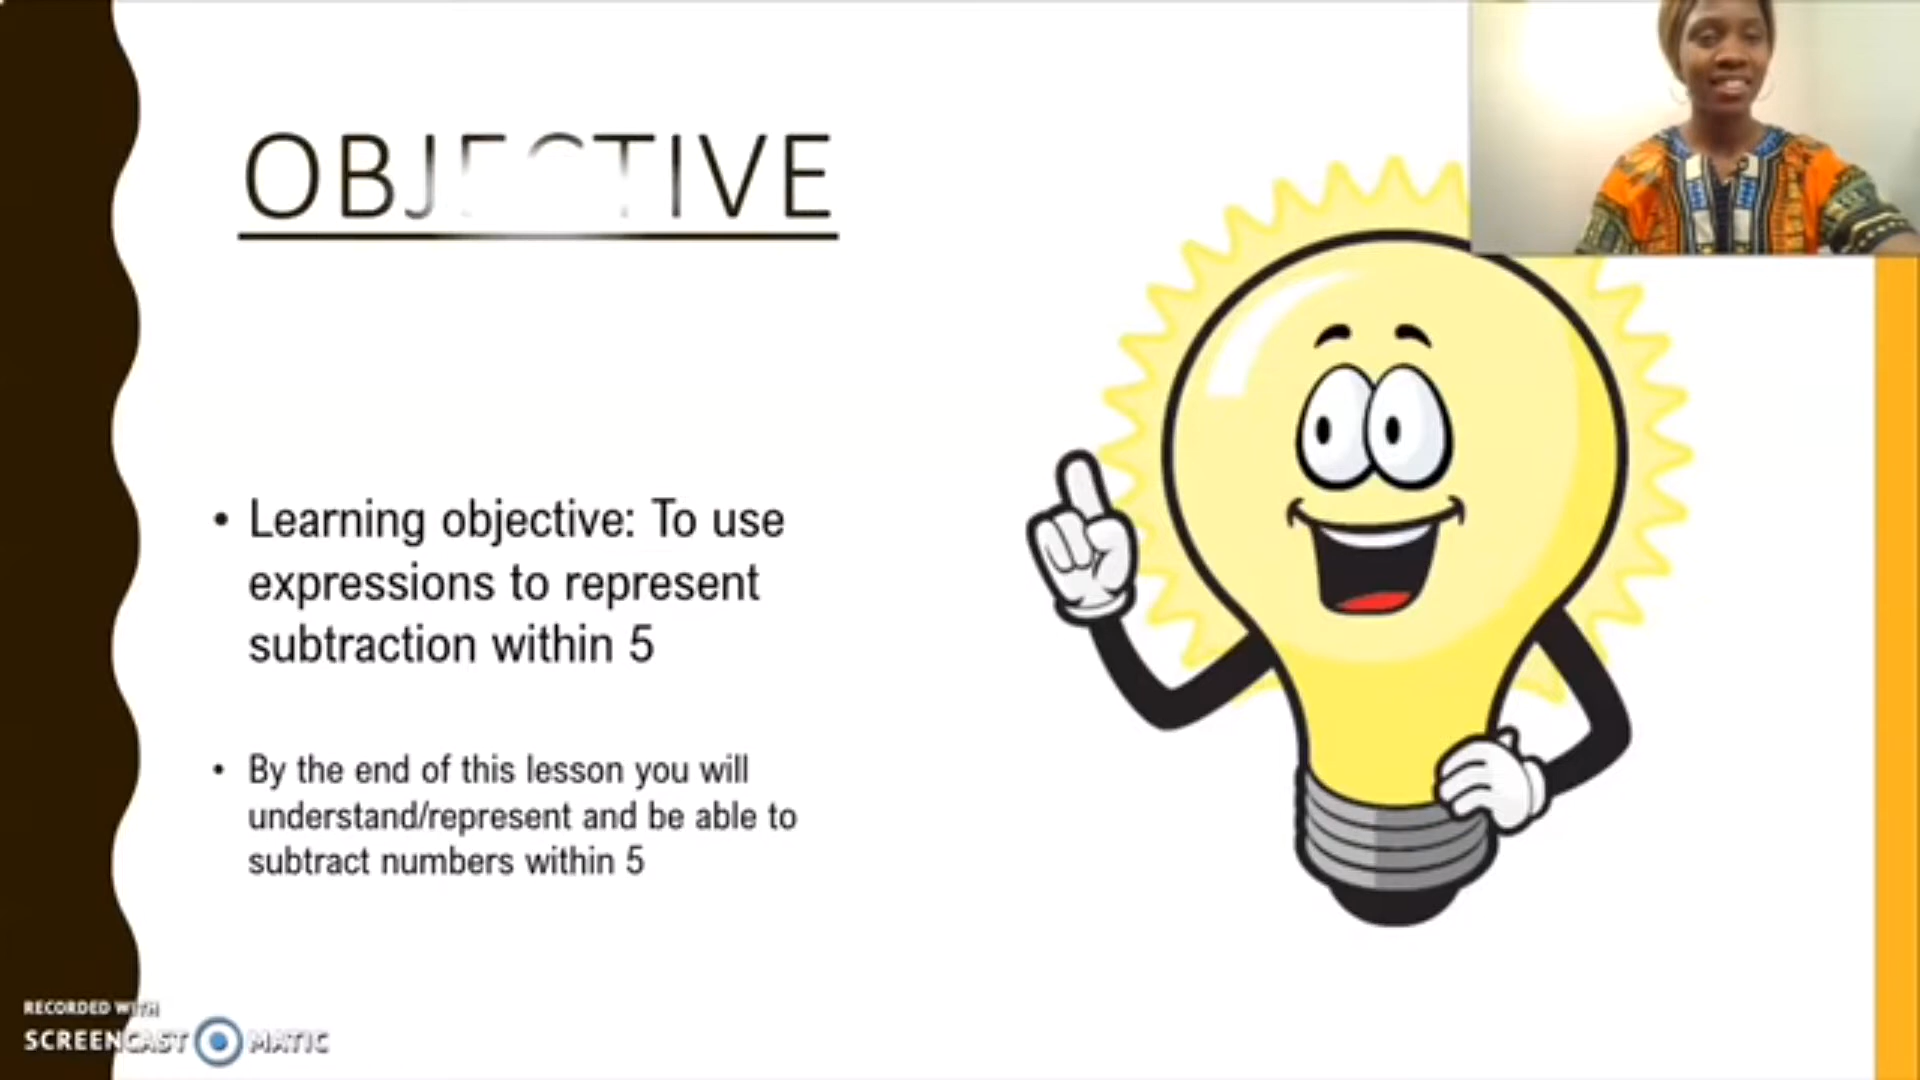 OBJECTIVE
• Learning objective: To use
expressions to represent
subtraction within 5
• By the end of this lesson you will
understand/represent and be able to
subtract numbers within 5
RECORDED WITH
SCREENCAST MATIC